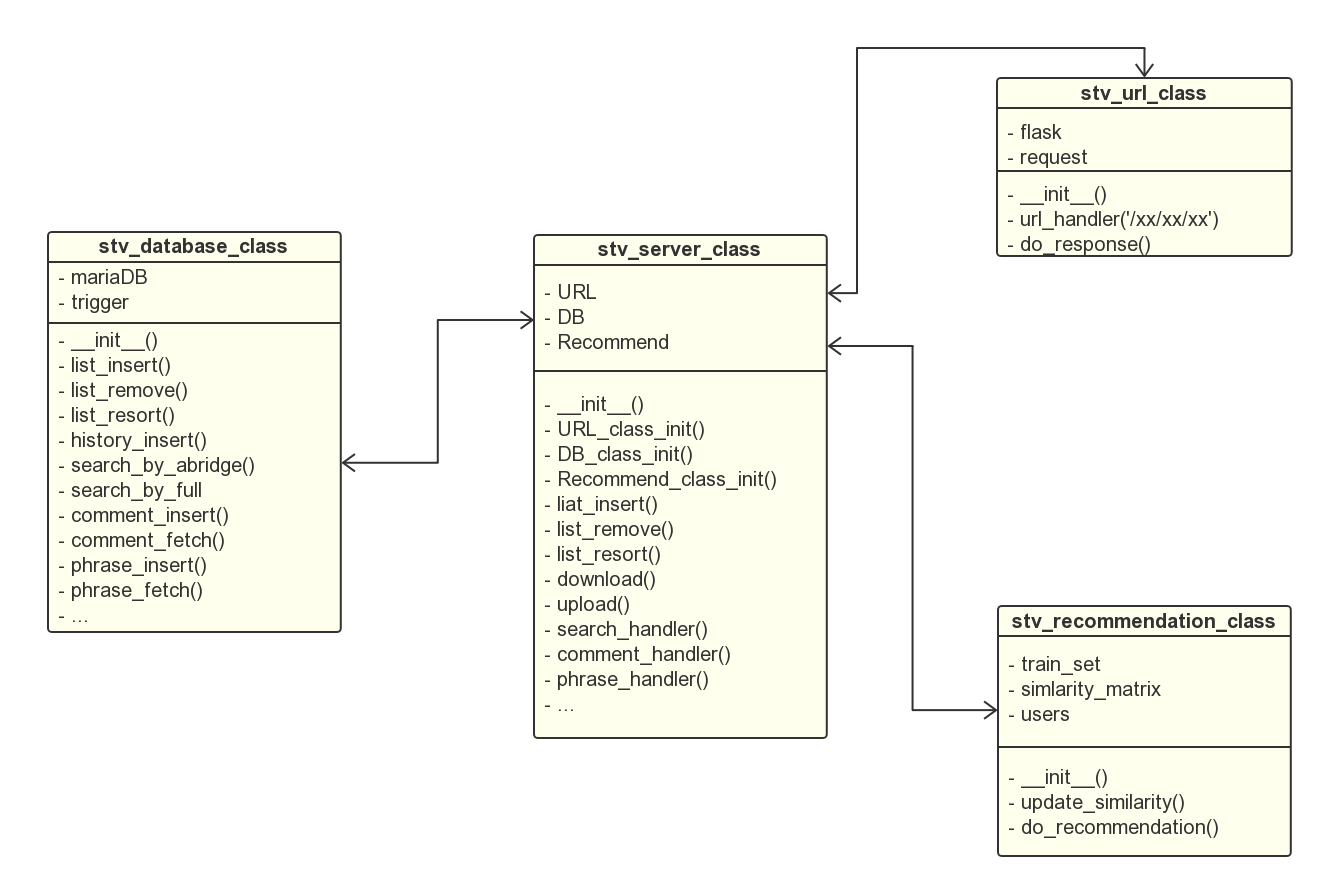 stv_database_class
- mariaDB
- trigger
- __init__()
- list_insert()
- list_remove()
- list_resort()
- history_insert()
- search_by_abridge()
- search_by_full
- comment_insert()
- comment_fetch()
- phrase_insert()
- phrase_fetch()
- ...
stv_server_class
- URL
- DB
- Recommend
- __init__()
- URL_class_init()
- DB_class_init()
- Recommend_class_init()
- liat_insert()
- list_remove()
- list_resort()
- download()
- upload()
- search_handler()
- comment_handler()
- phrase_handler()
- ...
stv_url_class
- flask
- request
- __init__()
- url_handler('/xx/xx/xx')
- do_response()
stv_recommendation_class
- train_set
- simlarity_matrix
- users
- __init__()
- update_similarity()
- do_recommendation()